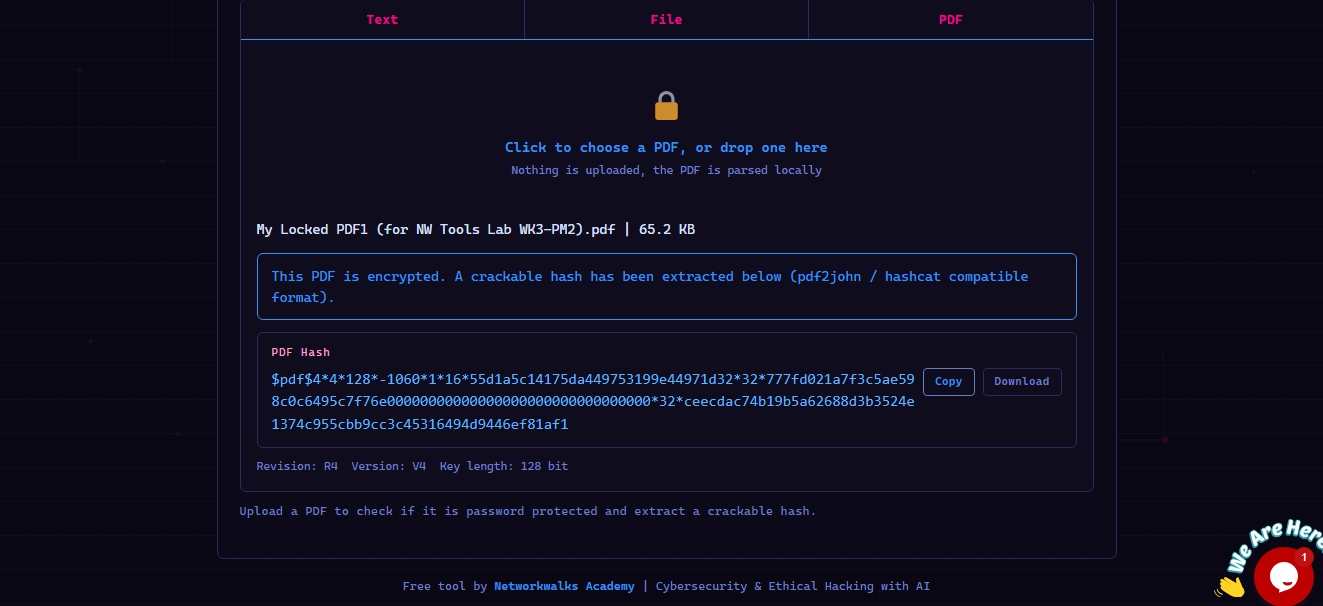 Text
File
PDF
Click to choose a PDF, or drop one here
Nothing is uploaded, the PDF is parsed locally
My Locked PDF1 (for NW Tools Lab WK3-PM2).pdf | 65.2 KB
This PDF is encrypted. A crackable hash has been extracted below (pdf2john / hashcat compatible
format).
PDF Hash
$pdf$4*4*128*-1060*1*16*55d1a5c14175da449753199e44971d32*32*777fd021a7f3c5ae59
8c0c6495c7f76e00000000000000000000000000000000*32*ceecdac74b19b5a62688d3b3524e
1374c955cbb9cc3c45316494d9446ef81af1
Copy
Download
Revision: R4 Version: V4 Key length: 128 bit
Upload a PDF to check if it is password protected and extract a crackable hash.
Free tool by Networkwalks Academy | Cybersecurity & Ethical Hacking with AI
We Are Here
1